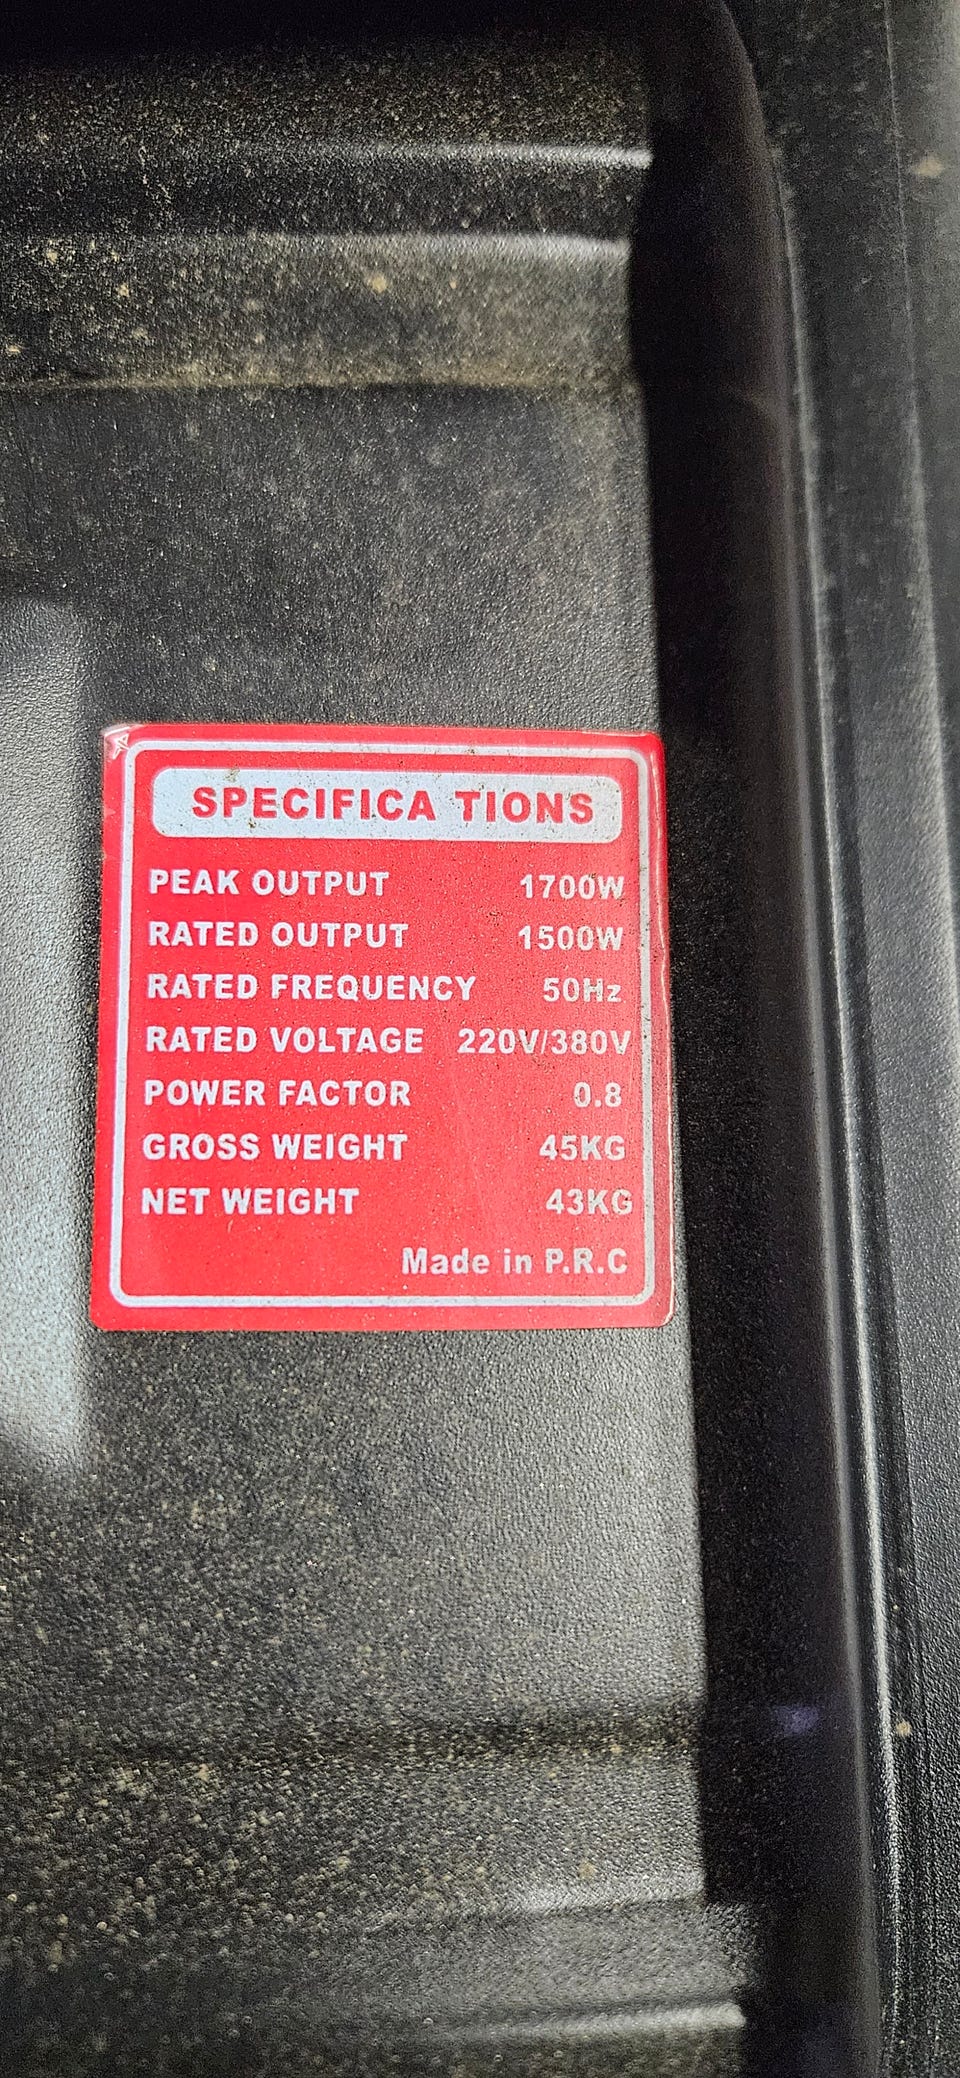 SPECIFICA TIONS
PEAK OUTPUT 1700W
RATED OUTPUT 1500W
RATED FREQUENCY 50Hz
RATED VOLTAGE 220V/380V
POWER FACTOR 0.8
GROSS WEIGHT 45KG
NET WEIGHT 43KG
Made in P.R.C